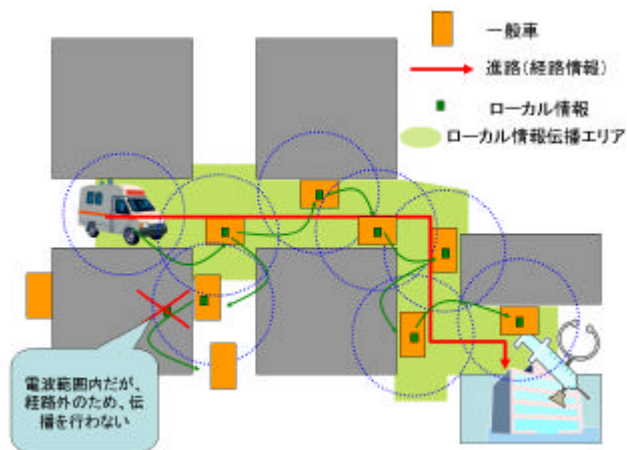 一般車
進路(経路情報)
ローカル情報
ローカル情報伝播エリア
電波範囲内だが、
経路外のため、伝
播を行わない